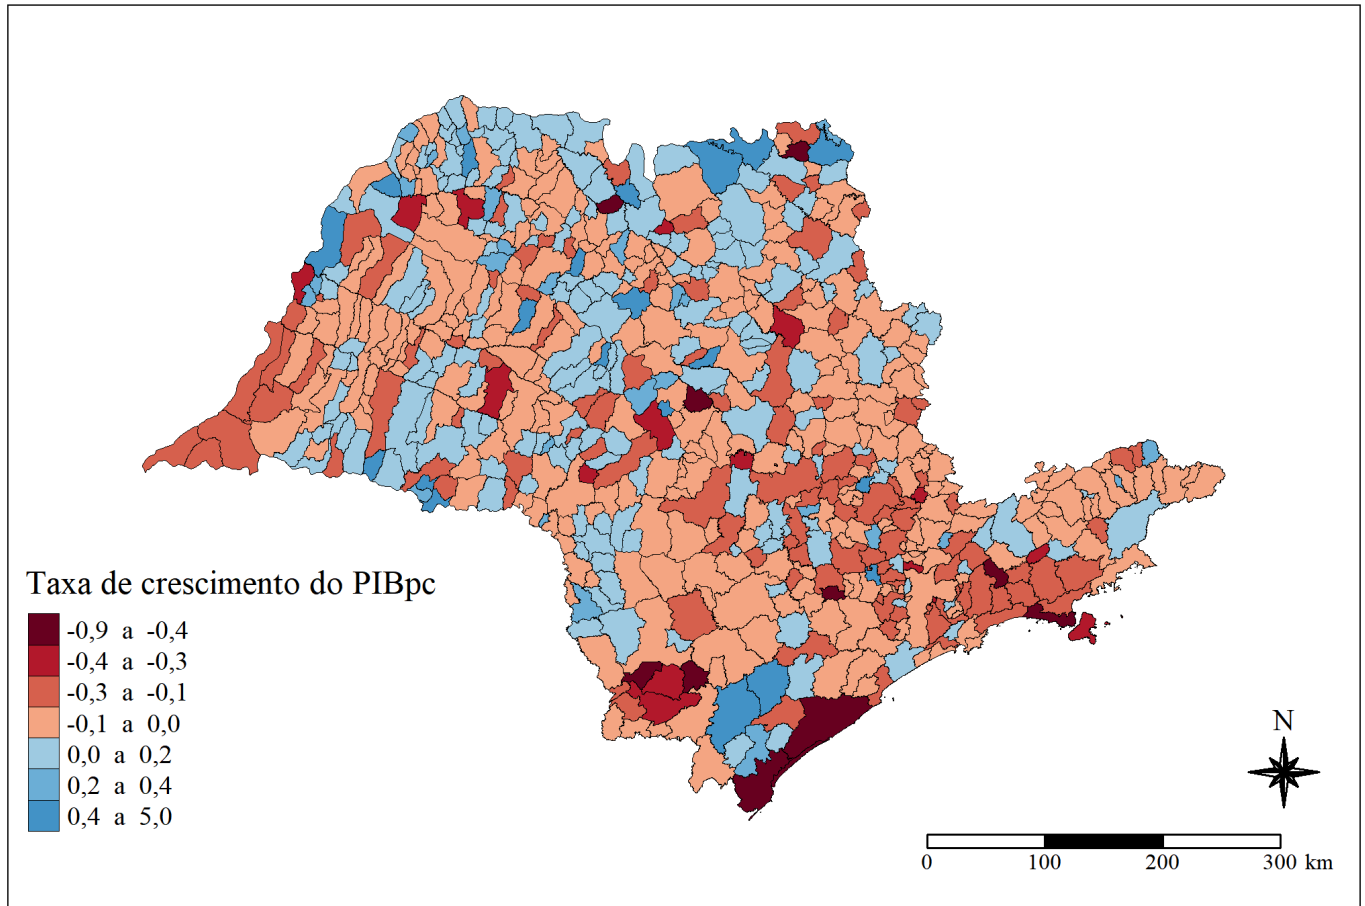 Taxa de crescimento do PIBpc
-0,9 a -0,4
-0,4 a -0,3
-0,3 a -0,1
-0,1 a 0,0
0,0 a 0,2
0,2 a 0,4
0,4 a 5,0
N
0 100 200 300 km